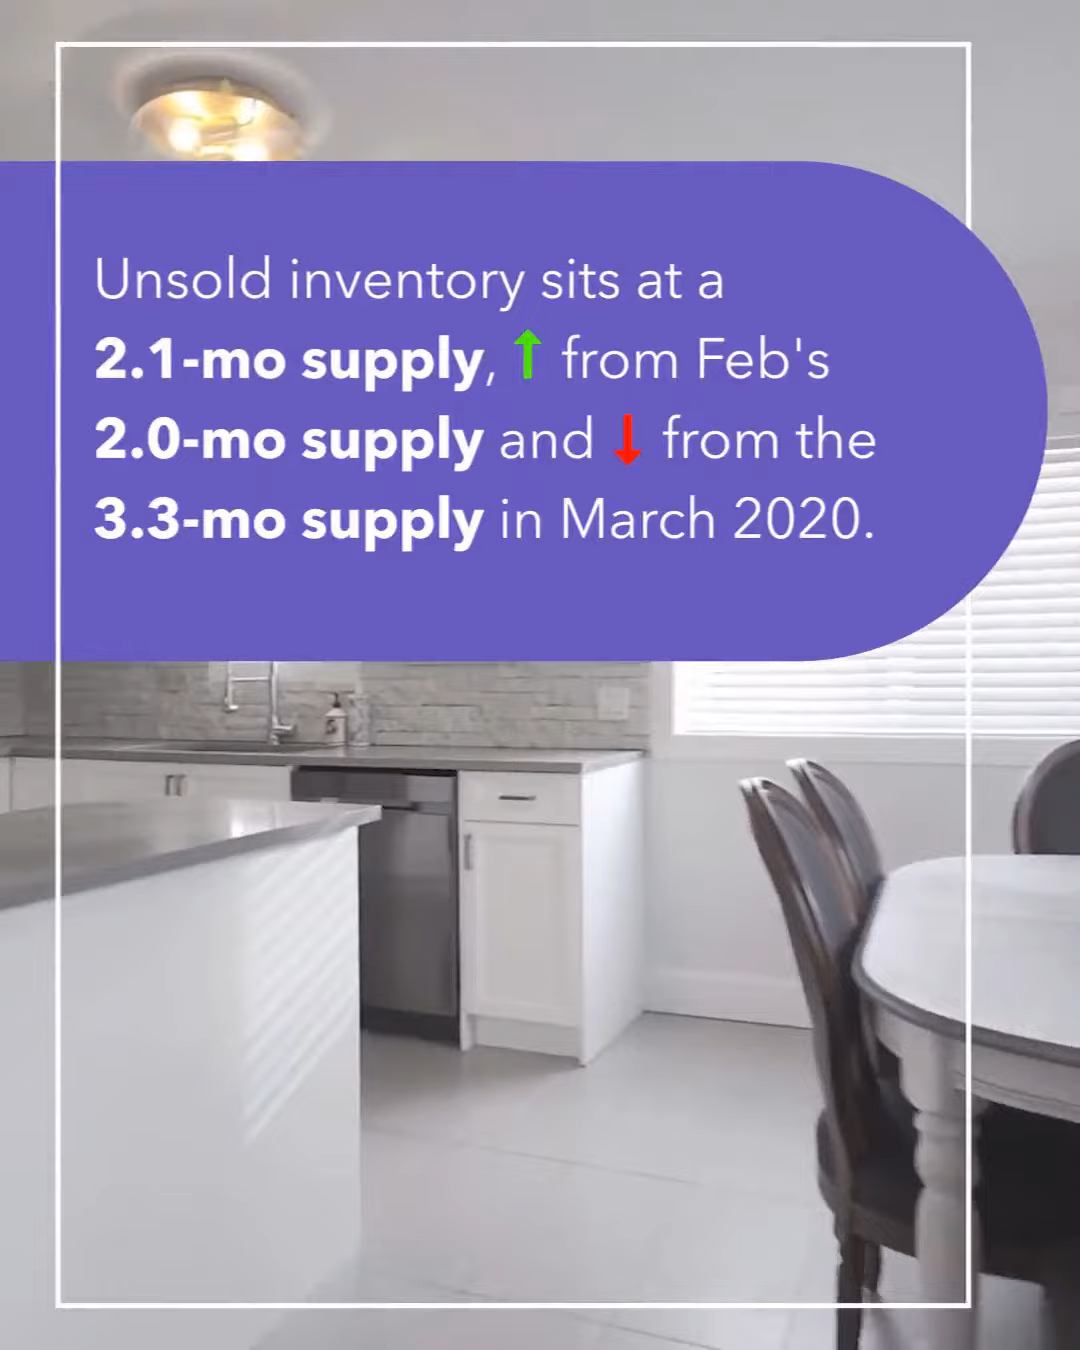 Unsold inventory sits at a
2.1-mo supply, ↑ from Feb's
2.0-mo supply and ↓ from the
3.3-mo supply in March 2020.